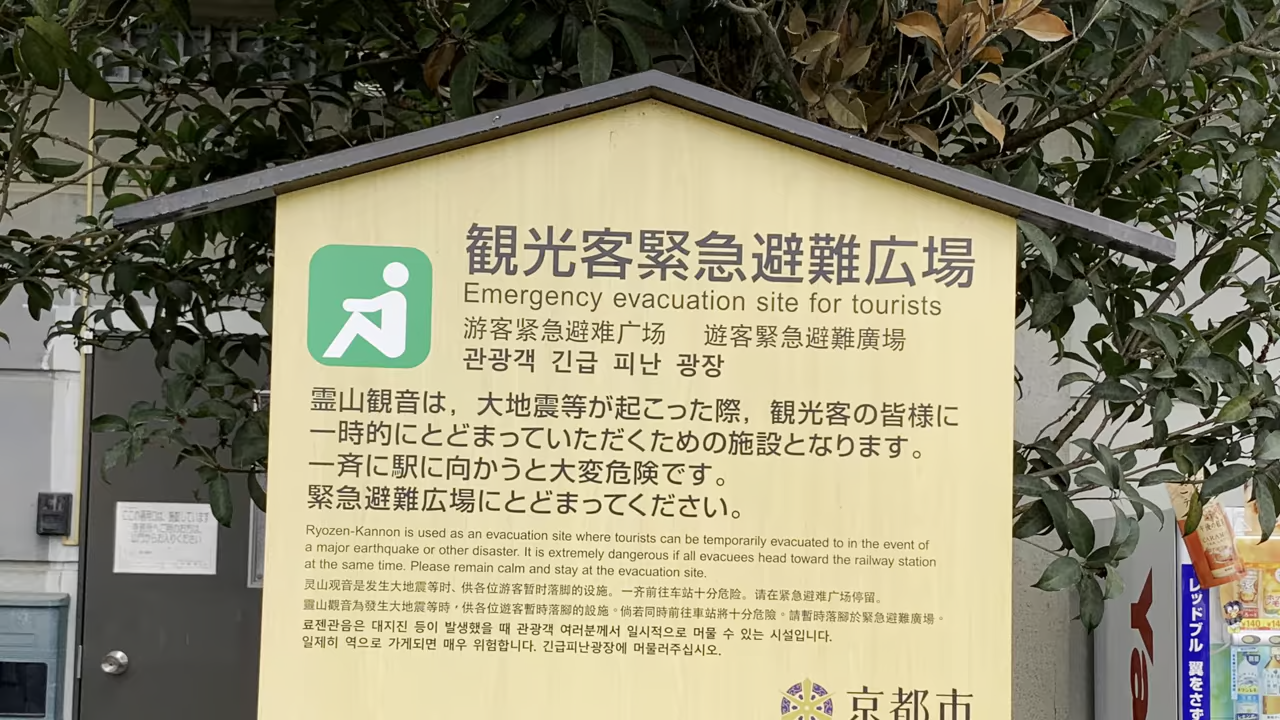 観光客緊急避難広場
Emergency evacuation site for tourists
游客紧急避难广场 遊客緊急避難廣場
관광객 긴급 피난 광장
霊山観音は，大地震等が起こった際，観光客の皆様に
一時的にとどまっていただくための施設となります。
一斉に駅に向かうと大変危険です。
緊急避難広場にとどまってください。
Ryozen-Kannon is used as an evacuation site where tourists can be temporarily evacuated to in the event of
a major earthquake or other disaster. It is extremely dangerous if all evacuees head toward the railway station
at the same time. Please remain calm and stay at the evacuation site.
灵山观音是发生大地震等时、供各位游客暂时落脚的设施。一齐前往车站十分危险。请在紧急避难广场停留。
靈山觀音為發生大地震等時，供各位遊客暫時落腳的設施。倘若同時前往車站將十分危險。請暫時落腳於緊急避難廣場。
료젠관음은 대지진 등이 발생했을 때 관광객 여러분께서 일시적으로 머물 수 있는 시설입니다.
일제히 역으로 가게되면 매우 위험합니다. 긴급피난광장에 머물러주십시오.
京都市
レッドブル 翼をさず